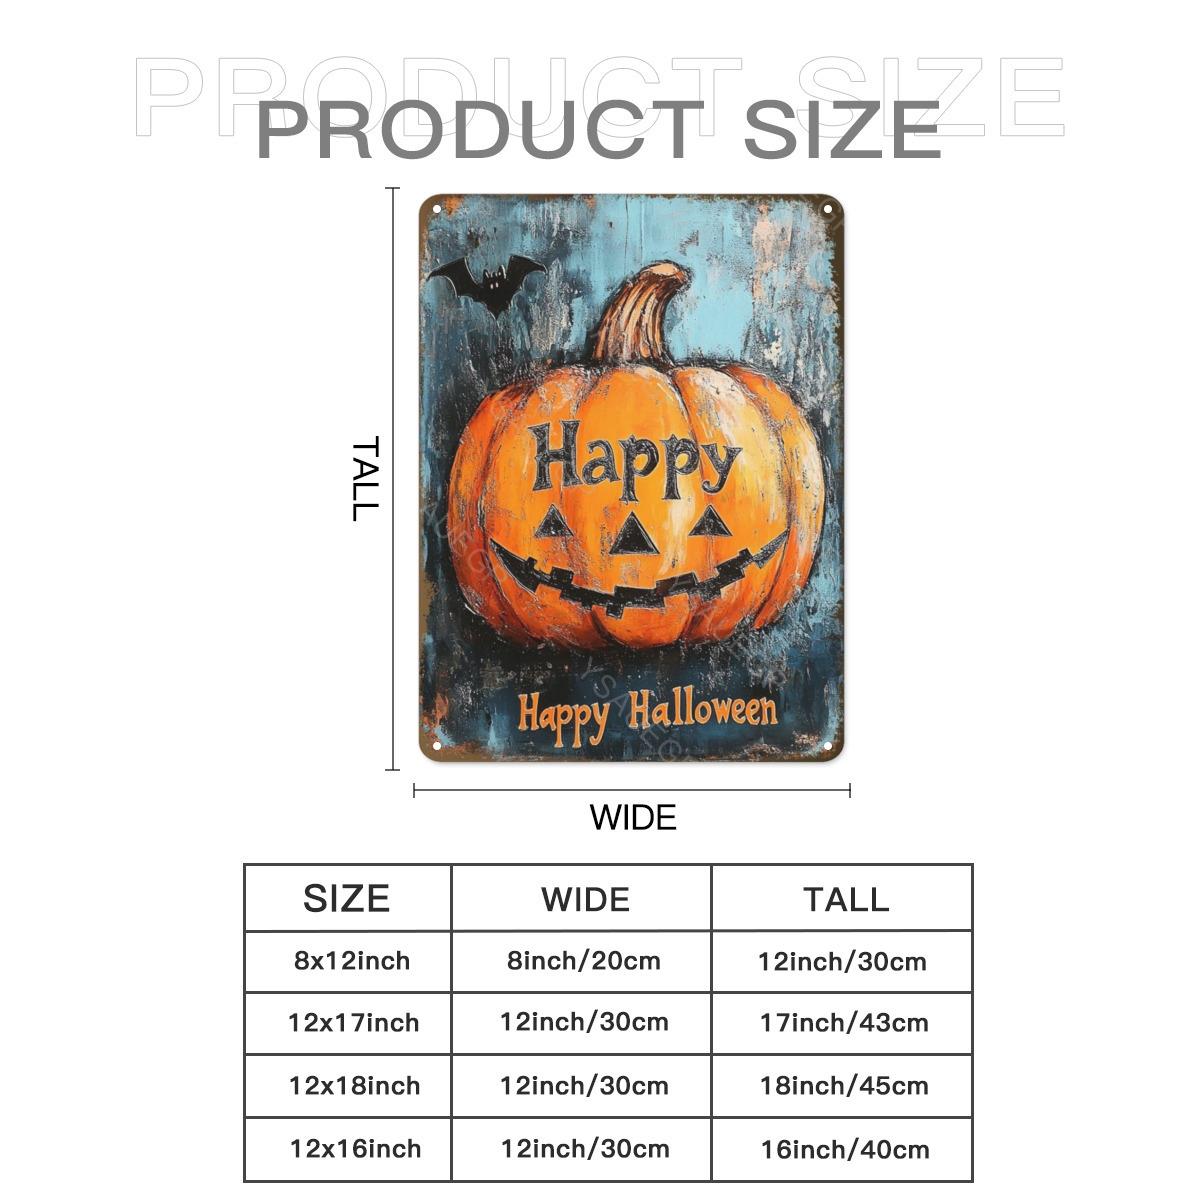 PRODUCT SIZE
PRODUCT SIZE
TALL
Happy
Happy Halloween
WIDE
SIZE WIDE TALL
8x12inch 8inch/20cm 12inch/30cm
12x17inch 12inch/30cm 17inch/43cm
12x18inch 12inch/30cm 18inch/45cm
12x16inch 12inch/30cm 16inch/40cm